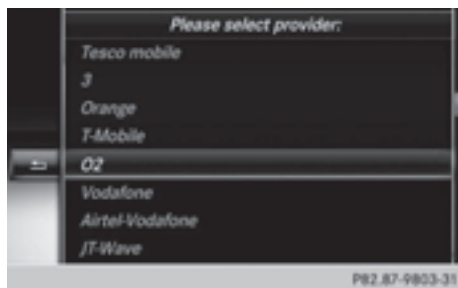 Please select provider:
Tesco mobile
3
Orange
T-Mobile
O2
Vodafone
Airtel-Vodafone
JT-Wave
P82.87-9803-31